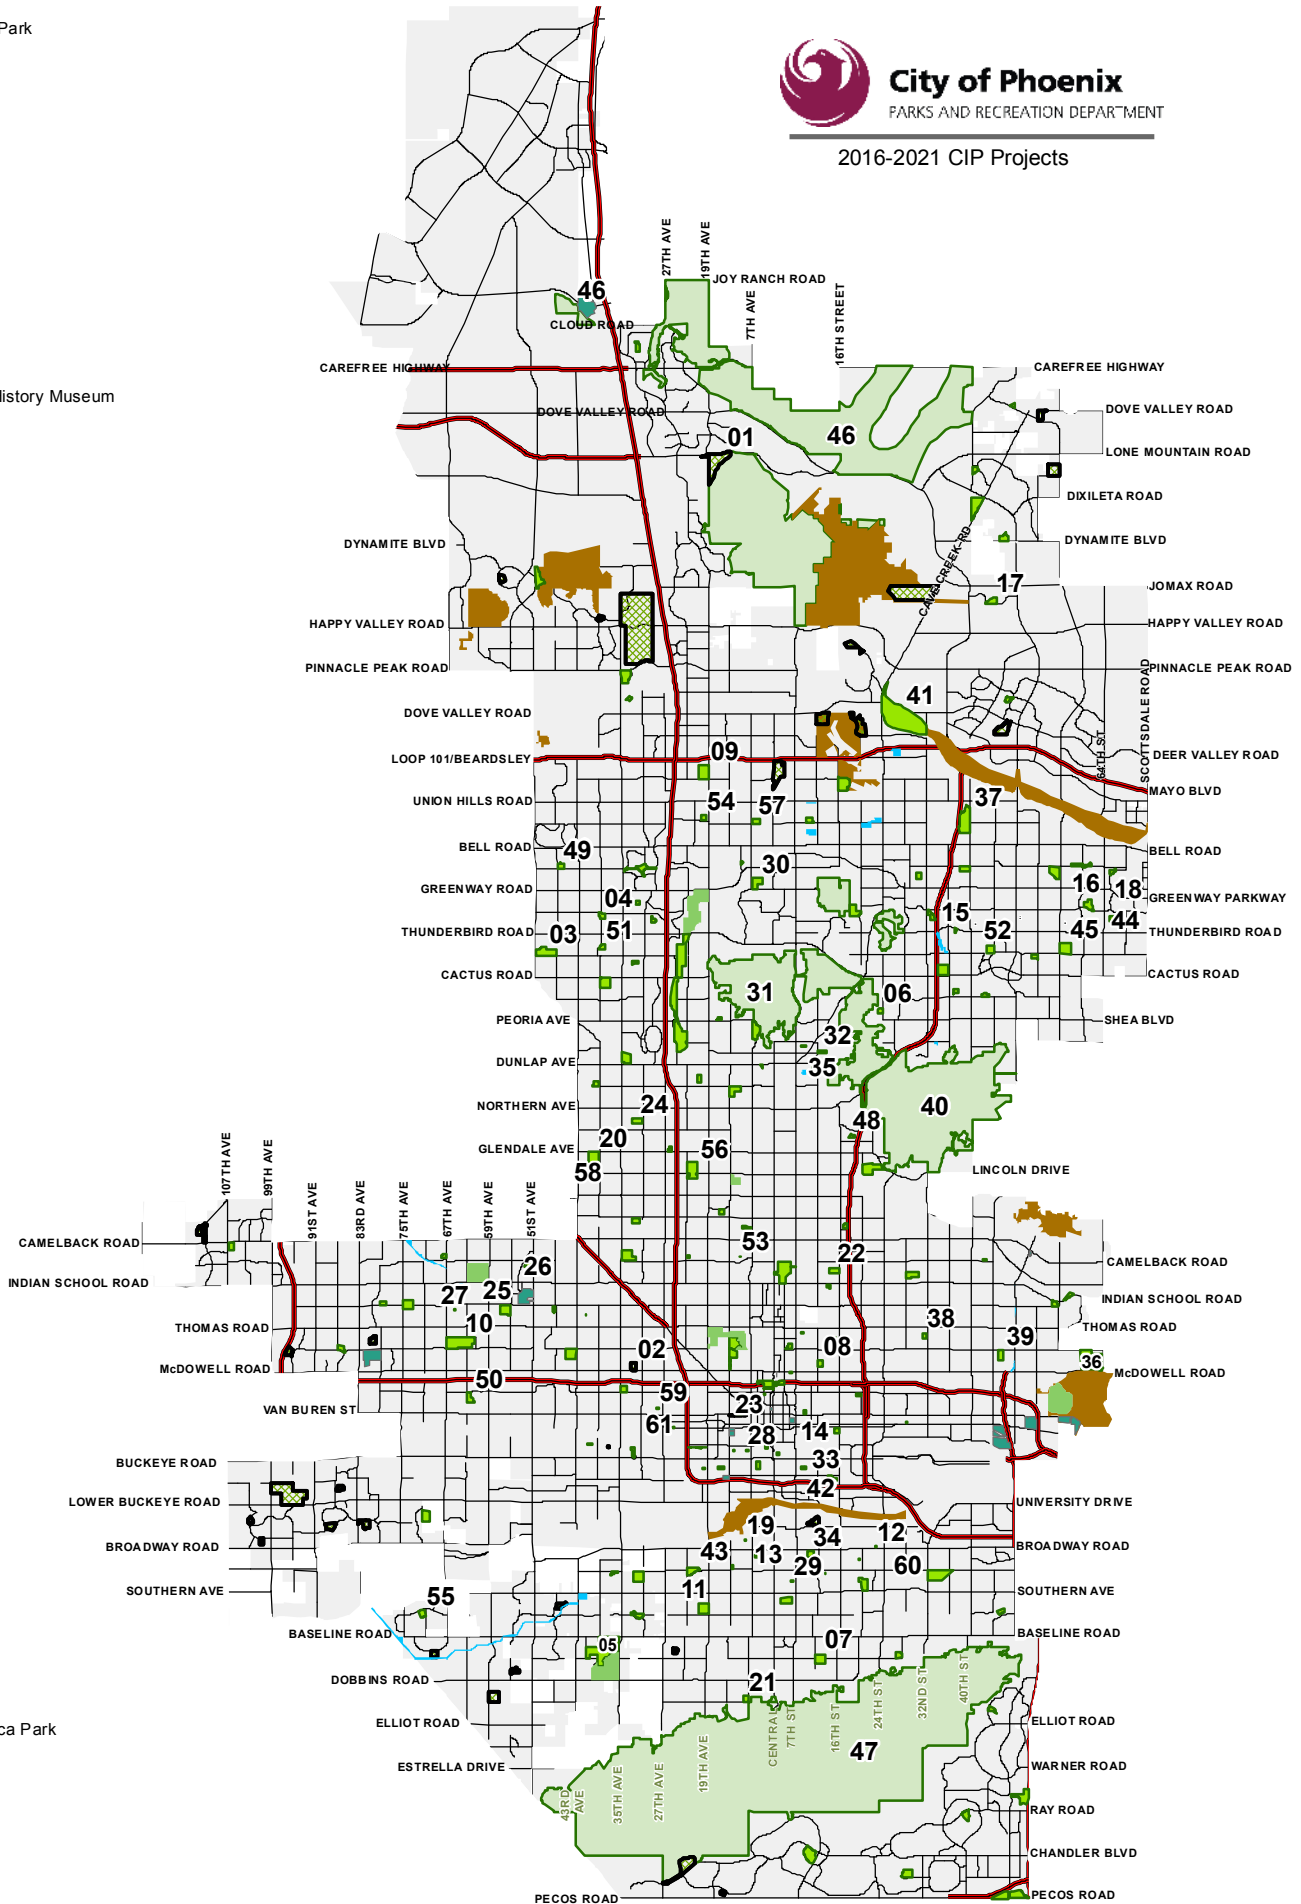 Park
City of Phoenix
PARKS AND RECREATION DEPARTMENT
2016-2021 CIP Projects
27TH AVE
19TH AVE
JOY RANCH ROAD
7TH AVE
16TH STREET
46
CLOUD ROAD
CAREFREE HIGHWAY
CAREFREE HIGHWAY
History Museum
DOVE VALLEY ROAD
DOVE VALLEY ROAD
01
46
LONE MOUNTAIN ROAD
DIXILETA ROAD
DYNAMITE BLVD
DYNAMITE BLVD
CAVE CREEK RD
17
JOMAX ROAD
HAPPY VALLEY ROAD
HAPPY VALLEY ROAD
PINNACLE PEAK ROAD
PINNACLE PEAK ROAD
41
SCOTTSDALE ROAD
DOVE VALLEY ROAD
64TH ST
09
LOOP 101/BEARDSLEY
DEER VALLEY ROAD
MAYO BLVD
UNION HILLS ROAD
54
57
37
BELL ROAD
49
BELL ROAD
30
GREENWAY ROAD
16
18
04
GREENWAY PARKWAY
15
44
THUNDERBIRD ROAD
03
51
52
45
THUNDERBIRD ROAD
CACTUS ROAD
CACTUS ROAD
31
06
PEORIA AVE
SHEA BLVD
32
DUNLAP AVE
35
NORTHERN AVE
24
40
48
20
GLENDALE AVE
56
58
LINCOLN DRIVE
107TH AVE
99TH AVE
91ST AVE
83RD AVE
75TH AVE
67TH AVE
59TH AVE
51ST AVE
CAMELBACK ROAD
53
22
CAMELBACK ROAD
26
INDIAN SCHOOL ROAD
27
25
INDIAN SCHOOL ROAD
THOMAS ROAD
10
38
39
THOMAS ROAD
02
08
36
McDOWELL ROAD
McDOWELL ROAD
50
59
VAN BUREN ST
23
61
28
14
BUCKEYE ROAD
33
42
LOWER BUCKEYE ROAD
UNIVERSITY DRIVE
19
34
12
BROADWAY ROAD
43
13
BROADWAY ROAD
29
60
SOUTHERN AVE
11
SOUTHERN AVE
55
BASELINE ROAD
BASELINE ROAD
05
07
DOBBINS ROAD
21
CENTRAL
7TH ST
16TH ST
24TH ST
32ND ST
40TH ST
ELLIOT ROAD
ELLIOT ROAD
ca Park
47
ESTRELLA DRIVE
WARNER ROAD
43RD AVE
35TH AVE
27TH AVE
19TH AVE
RAY ROAD
CHANDLER BLVD
PECOS ROAD
PECOS ROAD